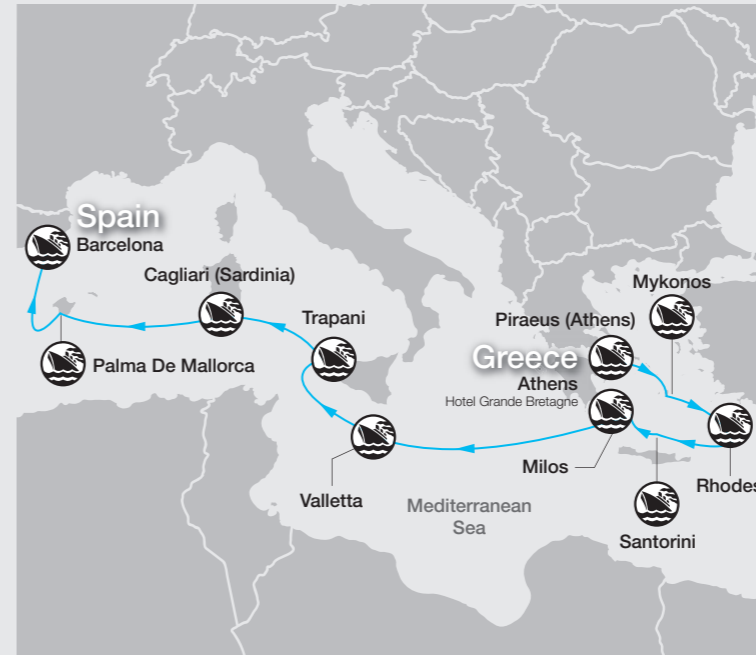 Spain
Barcelona
Cagliari (Sardinia)
Mykonos
Trapani
Piraeus (Athens)
Palma De Mallorca
Greece
Athens
Hotel Grande Bretagne
Milos
Rhodes
Valletta
Mediterranean
Sea
Santorini